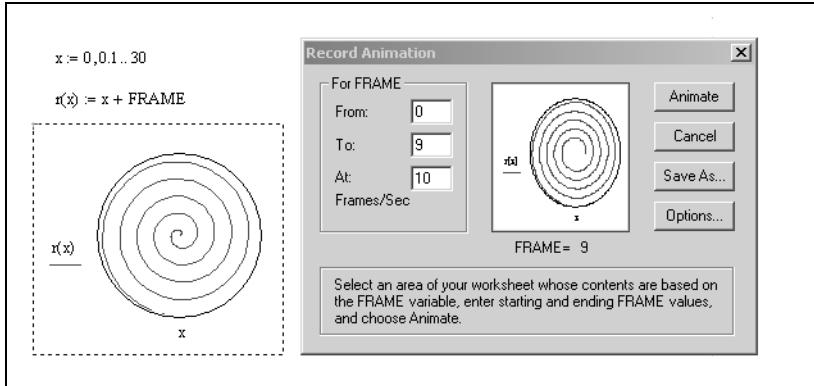 x := 0,0.1..30
r(x) := x + FRAME
r(x)
x
Record Animation
For FRAME
From: 0
To: 9
At: 10
Frames/Sec
r(x)
x
FRAME= 9
Animate
Cancel
Save As...
Options...
Select an area of your worksheet whose contents are based on
the FRAME variable, enter starting and ending FRAME values,
and choose Animate.